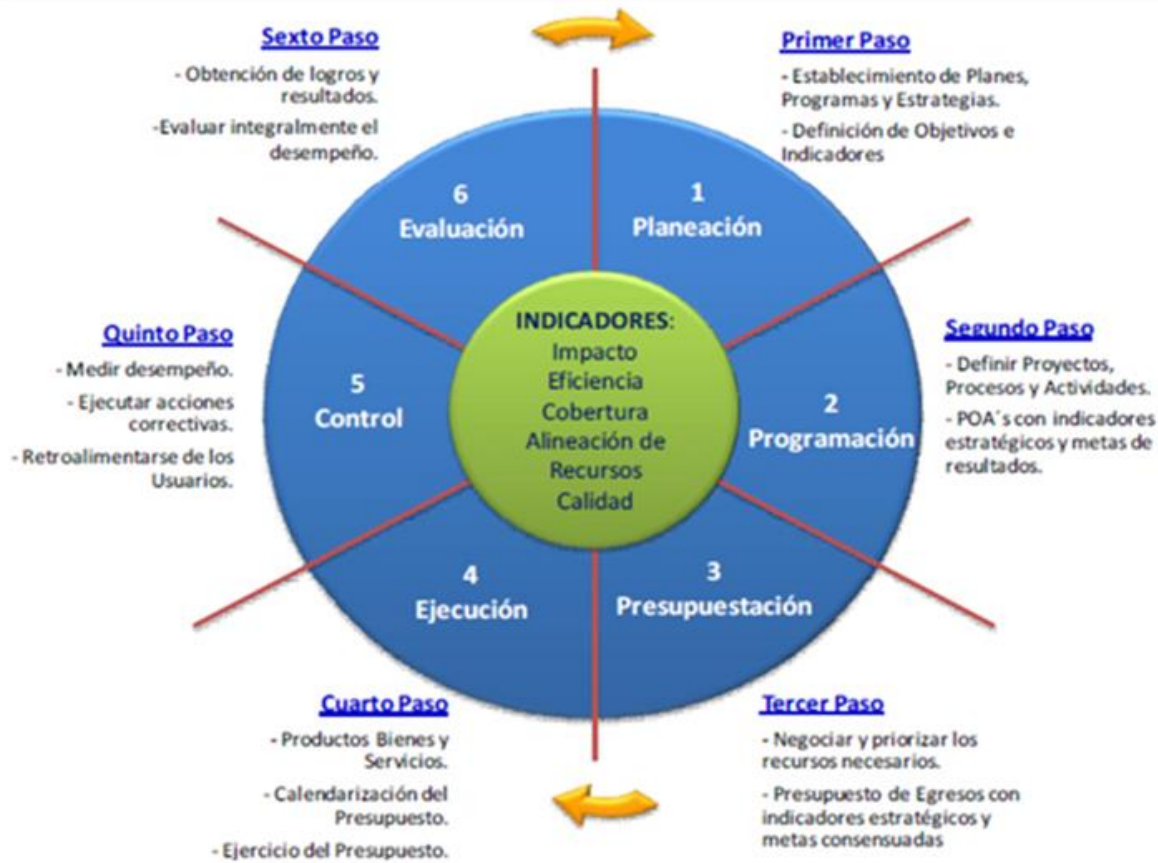 Sexto Paso
- Obtención de logros y
resultados.
-Evaluar integralmente el
desempeño.
Primer Paso
- Establecimiento de Planes,
Programas y Estrategias.
- Definición de Objetivos e
Indicadores
6
Evaluación
1
Planeación
Quinto Paso
- Medir desempeño.
- Ejecutar acciones
correctivas.
- Retroalimentarse de los
Usuarios.
5
Control
INDICADORES:
Impacto
Eficiencia
Cobertura
Alineación de
Recursos
Calidad
2
Programación
Segundo Paso
- Definir Proyectos,
Procesos y Actividades.
- POA´s con indicadores
estratégicos y metas de
resultados.
4
Ejecución
3
Presupuestación
Cuarto Paso
- Productos Bienes y
Servicios.
- Calendarización del
Presupuesto.
- Ejercicio del Presupuesto.
Tercer Paso
- Negociar y priorizar los
recursos necesarios.
- Presupuesto de Egresos con
indicadores estratégicos y
metas consensuadas